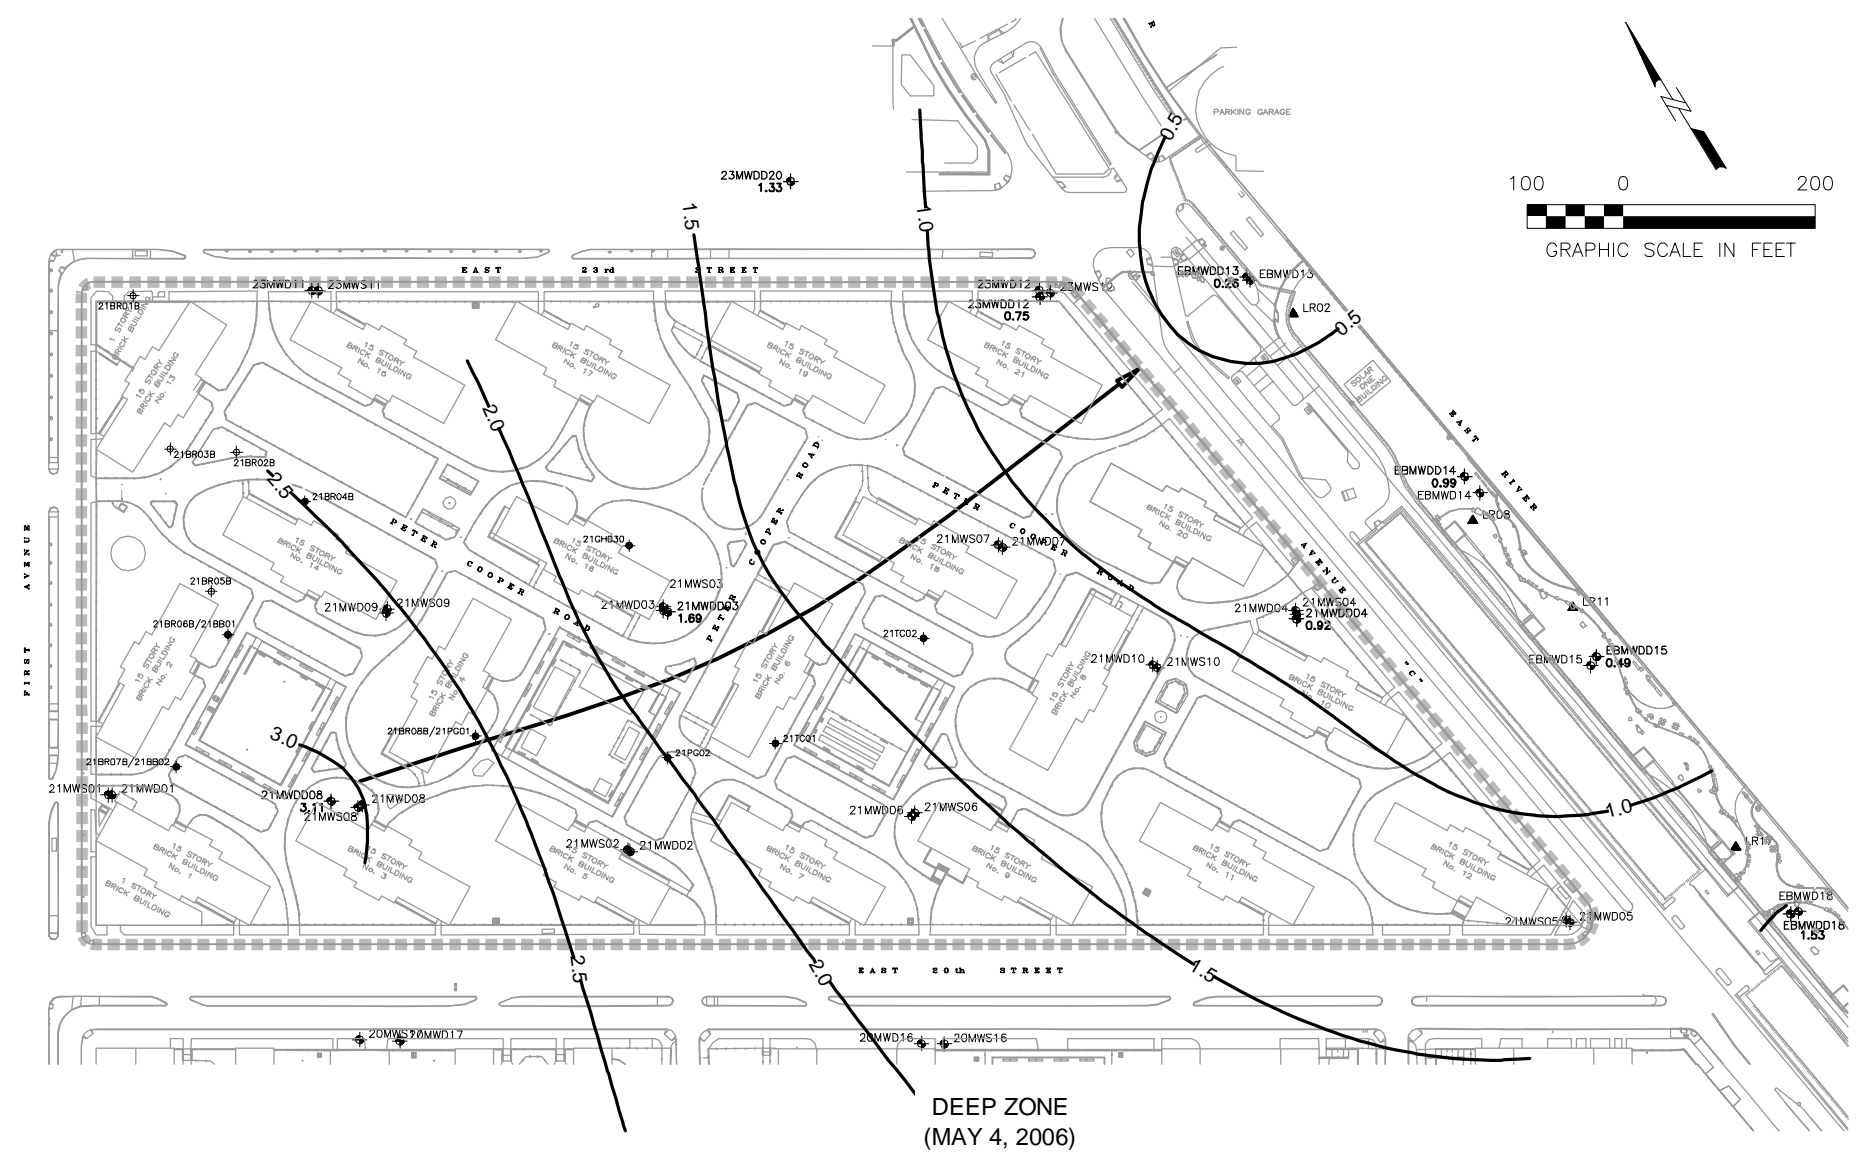 R
PARKING GARAGE
0.5
100 0 200
GRAPHIC SCALE IN FEET
23MWDD20
1.33
1.5
1.0
EAST 23rd STREET
EBMWDD13
0.26
EBMWD13
LR02
0.5
21BR01B
23MWD11
23MWS11
23MWD12
23MWS12
23MWDD12
0.75
1 STORY
BRICK BUILDING
15 STORY
BRICK BUILDING
No. 13
15 STORY
BRICK BUILDING
No. 15
15 STORY
BRICK BUILDING
No. 17
15 STORY
BRICK BUILDING
No. 19
15 STORY
BRICK BUILDING
No. 21
SOLAR
ONE
BUILDING
EAST RIVER
2.0
21BR03B
21BR02B
2.5
21BR04B
EBMWDD14
0.99
EBMWD14
LR08
PETER COOPER ROAD
PETER COOPER ROAD
PETER COOPER ROAD
15 STORY
BRICK BUILDING
No. 14
15 STORY
BRICK BUILDING
No. 16
21GH030
15 STORY
BRICK BUILDING
No. 18
15 STORY
BRICK BUILDING
No. 20
21MWS07
21MWD07
AVENUE "C"
FIRST AVENUE
21BR05B
21MWD09
21MWS09
21MWS03
21MWD03
21MWDD03
1.69
21MWD04
21MWS04
21MWDD04
0.92
LR11
21BR06B/21BB01
21TC02
21MWD10
21MWS10
EBMWD15
EBMWDD15
0.49
15 STORY
BRICK BUILDING
No. 2
15 STORY
BRICK BUILDING
No. 4
15 STORY
BRICK BUILDING
No. 6
15 STORY
BRICK BUILDING
No. 8
15 STORY
BRICK BUILDING
No. 10
3.0
21BR08B/21PG01
21PG02
21TC01
21BR07B/21BB02
21MWS01
21MWD01
21MWDD08
3.11
21MWD08
21MWS08
21MWD06
21MWS06
1.0
21MWS02
21MWD02
15 STORY
BRICK BUILDING
No. 1
1 STORY
BRICK BUILDING
15 STORY
BRICK BUILDING
No. 3
15 STORY
BRICK BUILDING
No. 5
15 STORY
BRICK BUILDING
No. 7
15 STORY
BRICK BUILDING
No. 9
15 STORY
BRICK BUILDING
No. 11
15 STORY
BRICK BUILDING
No. 12
21MWS05
21MWD05
EBMWD18
EBMWDD18
1.53
2.5
2.0
EAST 20th STREET
1.5
20MWS17
20MWD17
20MWD16
20MWS16
DEEP ZONE
(MAY 4, 2006)